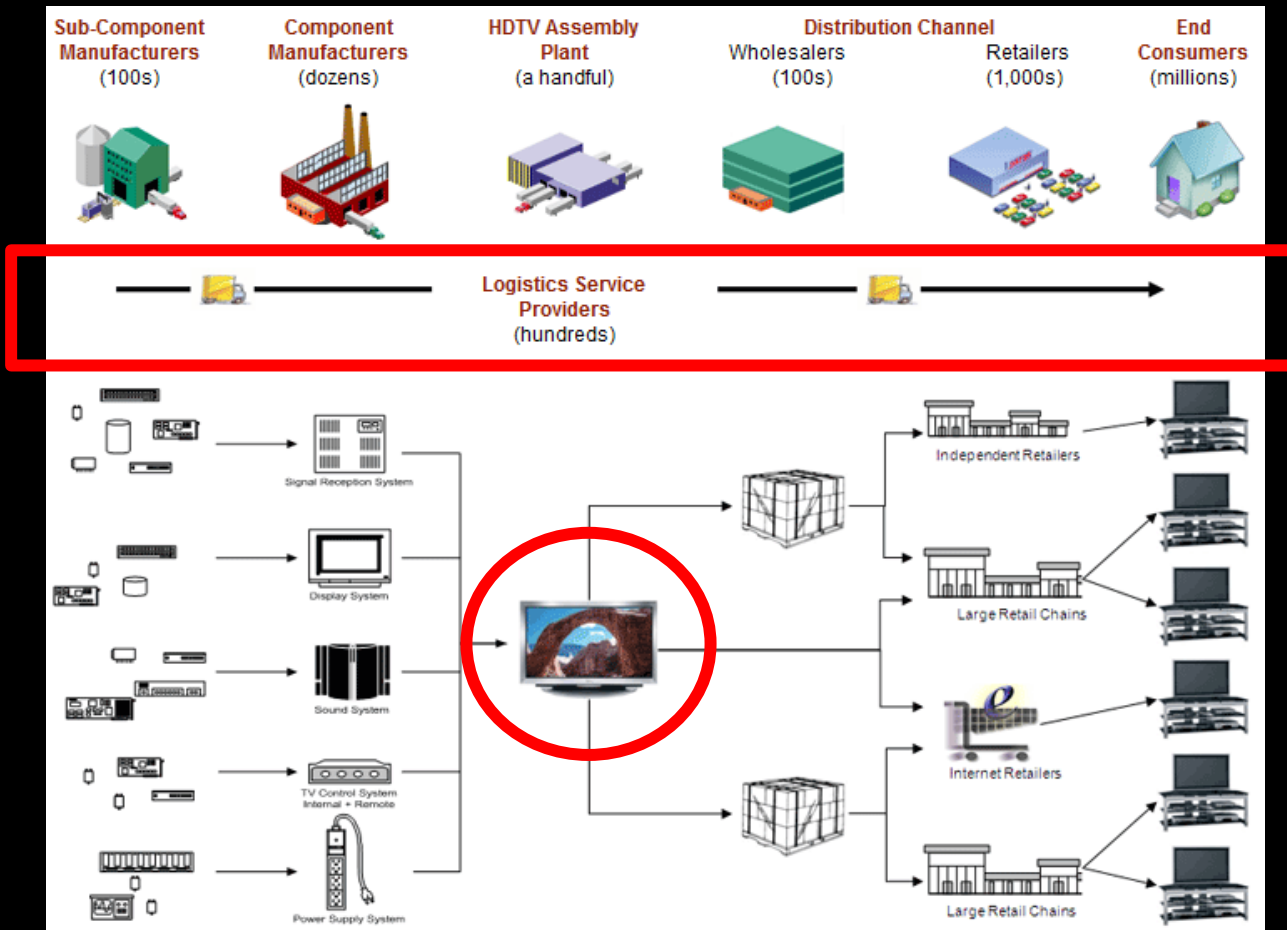 Sub-Component
Manufacturers
(100s)
Component
Manufacturers
(dozens)
HDTV Assembly
Plant
(a handful)
Distribution Channel
Wholesalers
(100s)
Retailers
(1,000s)
End
Consumers
(millions)
Logistics Service
Providers
(hundreds)
Signal Reception System
Display System
Sound System
TV Control System
Internal + Remote
Power Supply System
Independent Retailers
Large Retail Chains
e
Internet Retailers
Large Retail Chains